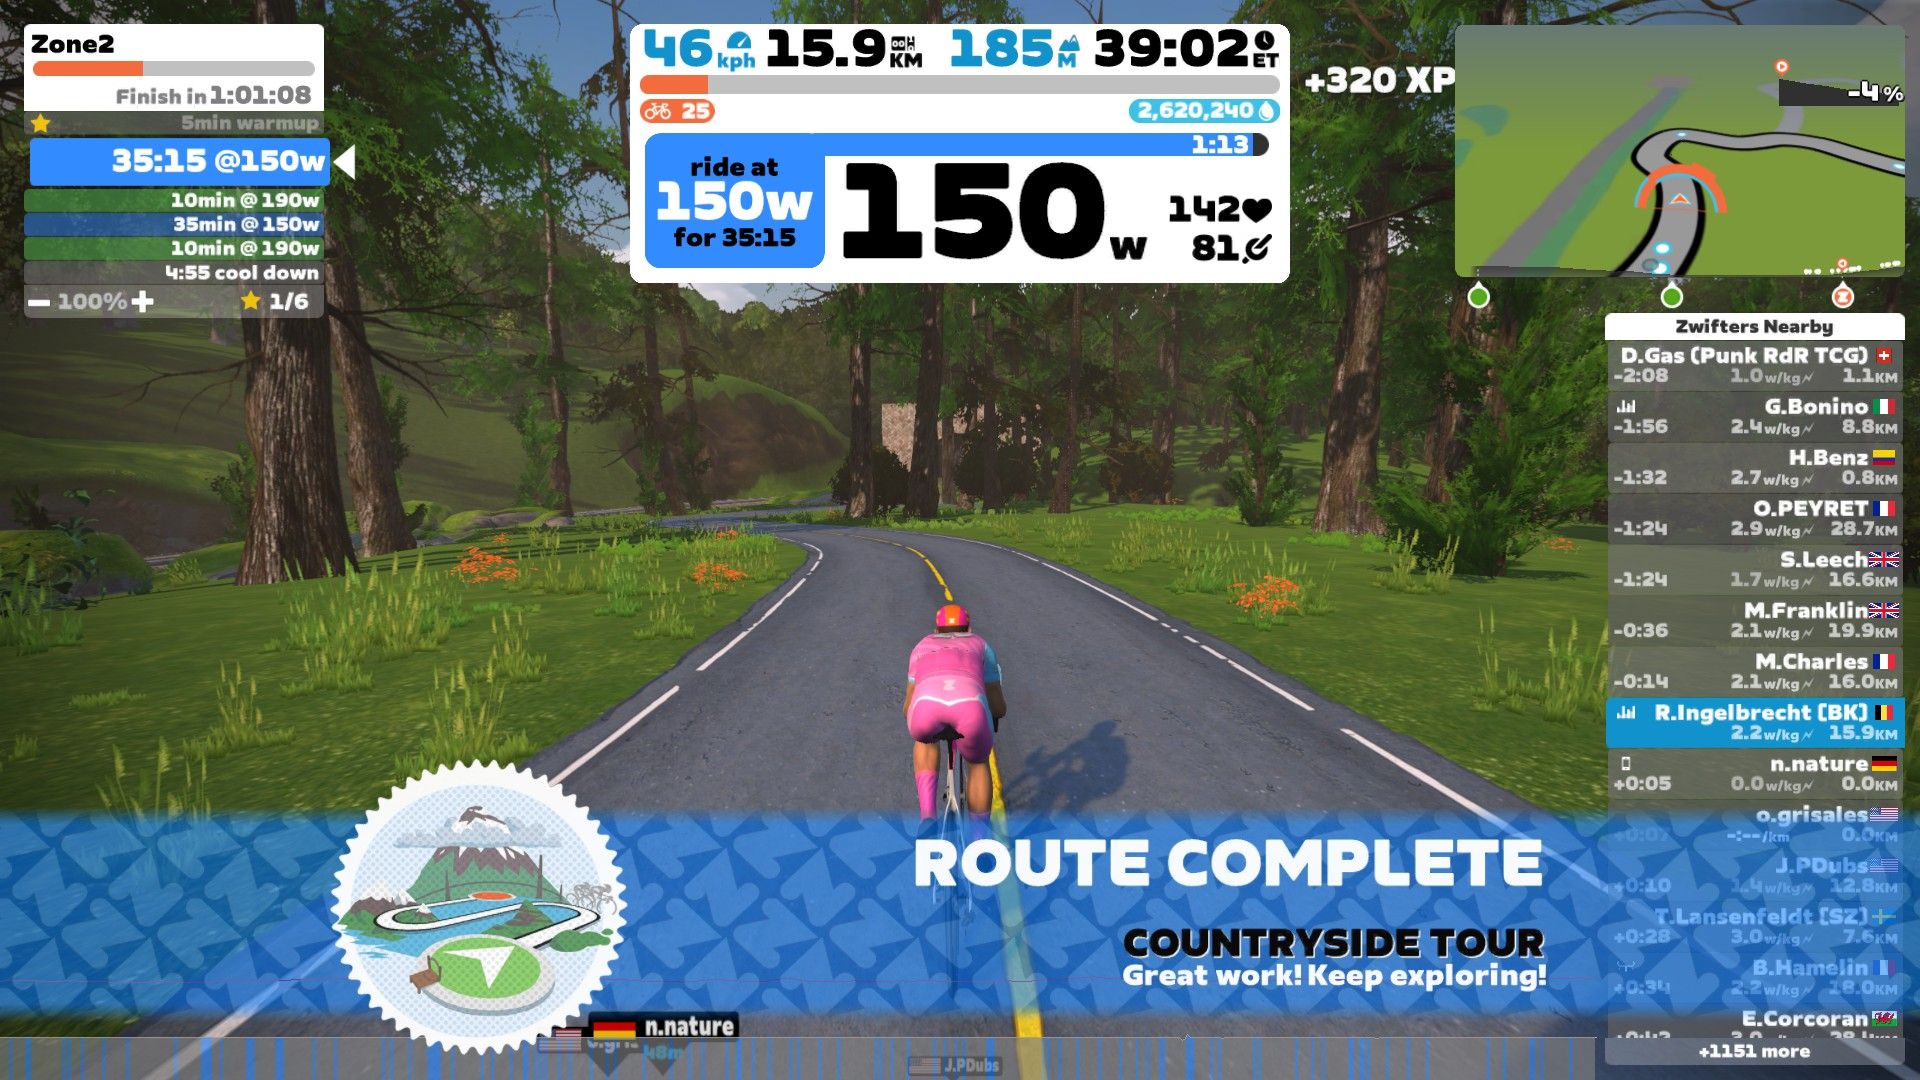 Zone2
Finish in 1:01:08
5min warmup
35:15 @150w
10min @ 190w
35min @ 150w
10min @ 190w
4:55 cool down
— 100% +
1/6
46 kph 15.9 KM 185 M 39:02 ET
25
2,620,240
1:13
ride at
150w
for 35:15
150 w
142
81
+320 XP
-4%
Zwifters Nearby
D.Gas (Punk RdR TCG)
-2:08 1.0w/kg 1.1KM
G.Bonino
-1:56 2.4w/kg 8.8KM
H.Benz
-1:32 2.7w/kg 0.8KM
O.PEYRET
-1:24 2.9w/kg 28.7KM
S.Leech
-1:24 1.7w/kg 16.6KM
M.Franklin
-0:36 2.1w/kg 19.9KM
M.Charles
-0:14 2.1w/kg 16.0KM
R.Ingelbrecht [BK]
2.2w/kg 15.9KM
n.nature
+0:05 0.0w/kg 0.0KM
o.grisales
+0:07 -:--/km 0.0KM
J.PDubs
+0:10 1.4w/kg 12.8KM
T.Lansenfeldt [SZ]
+0:28 3.0w/kg 7.6KM
B.Hamelin
+0:34 2.2w/kg 18.0KM
E.Corcoran
+1151 more
ROUTE COMPLETE
COUNTRYSIDE TOUR
Great work! Keep exploring!
n.nature
48m
J.PDubs